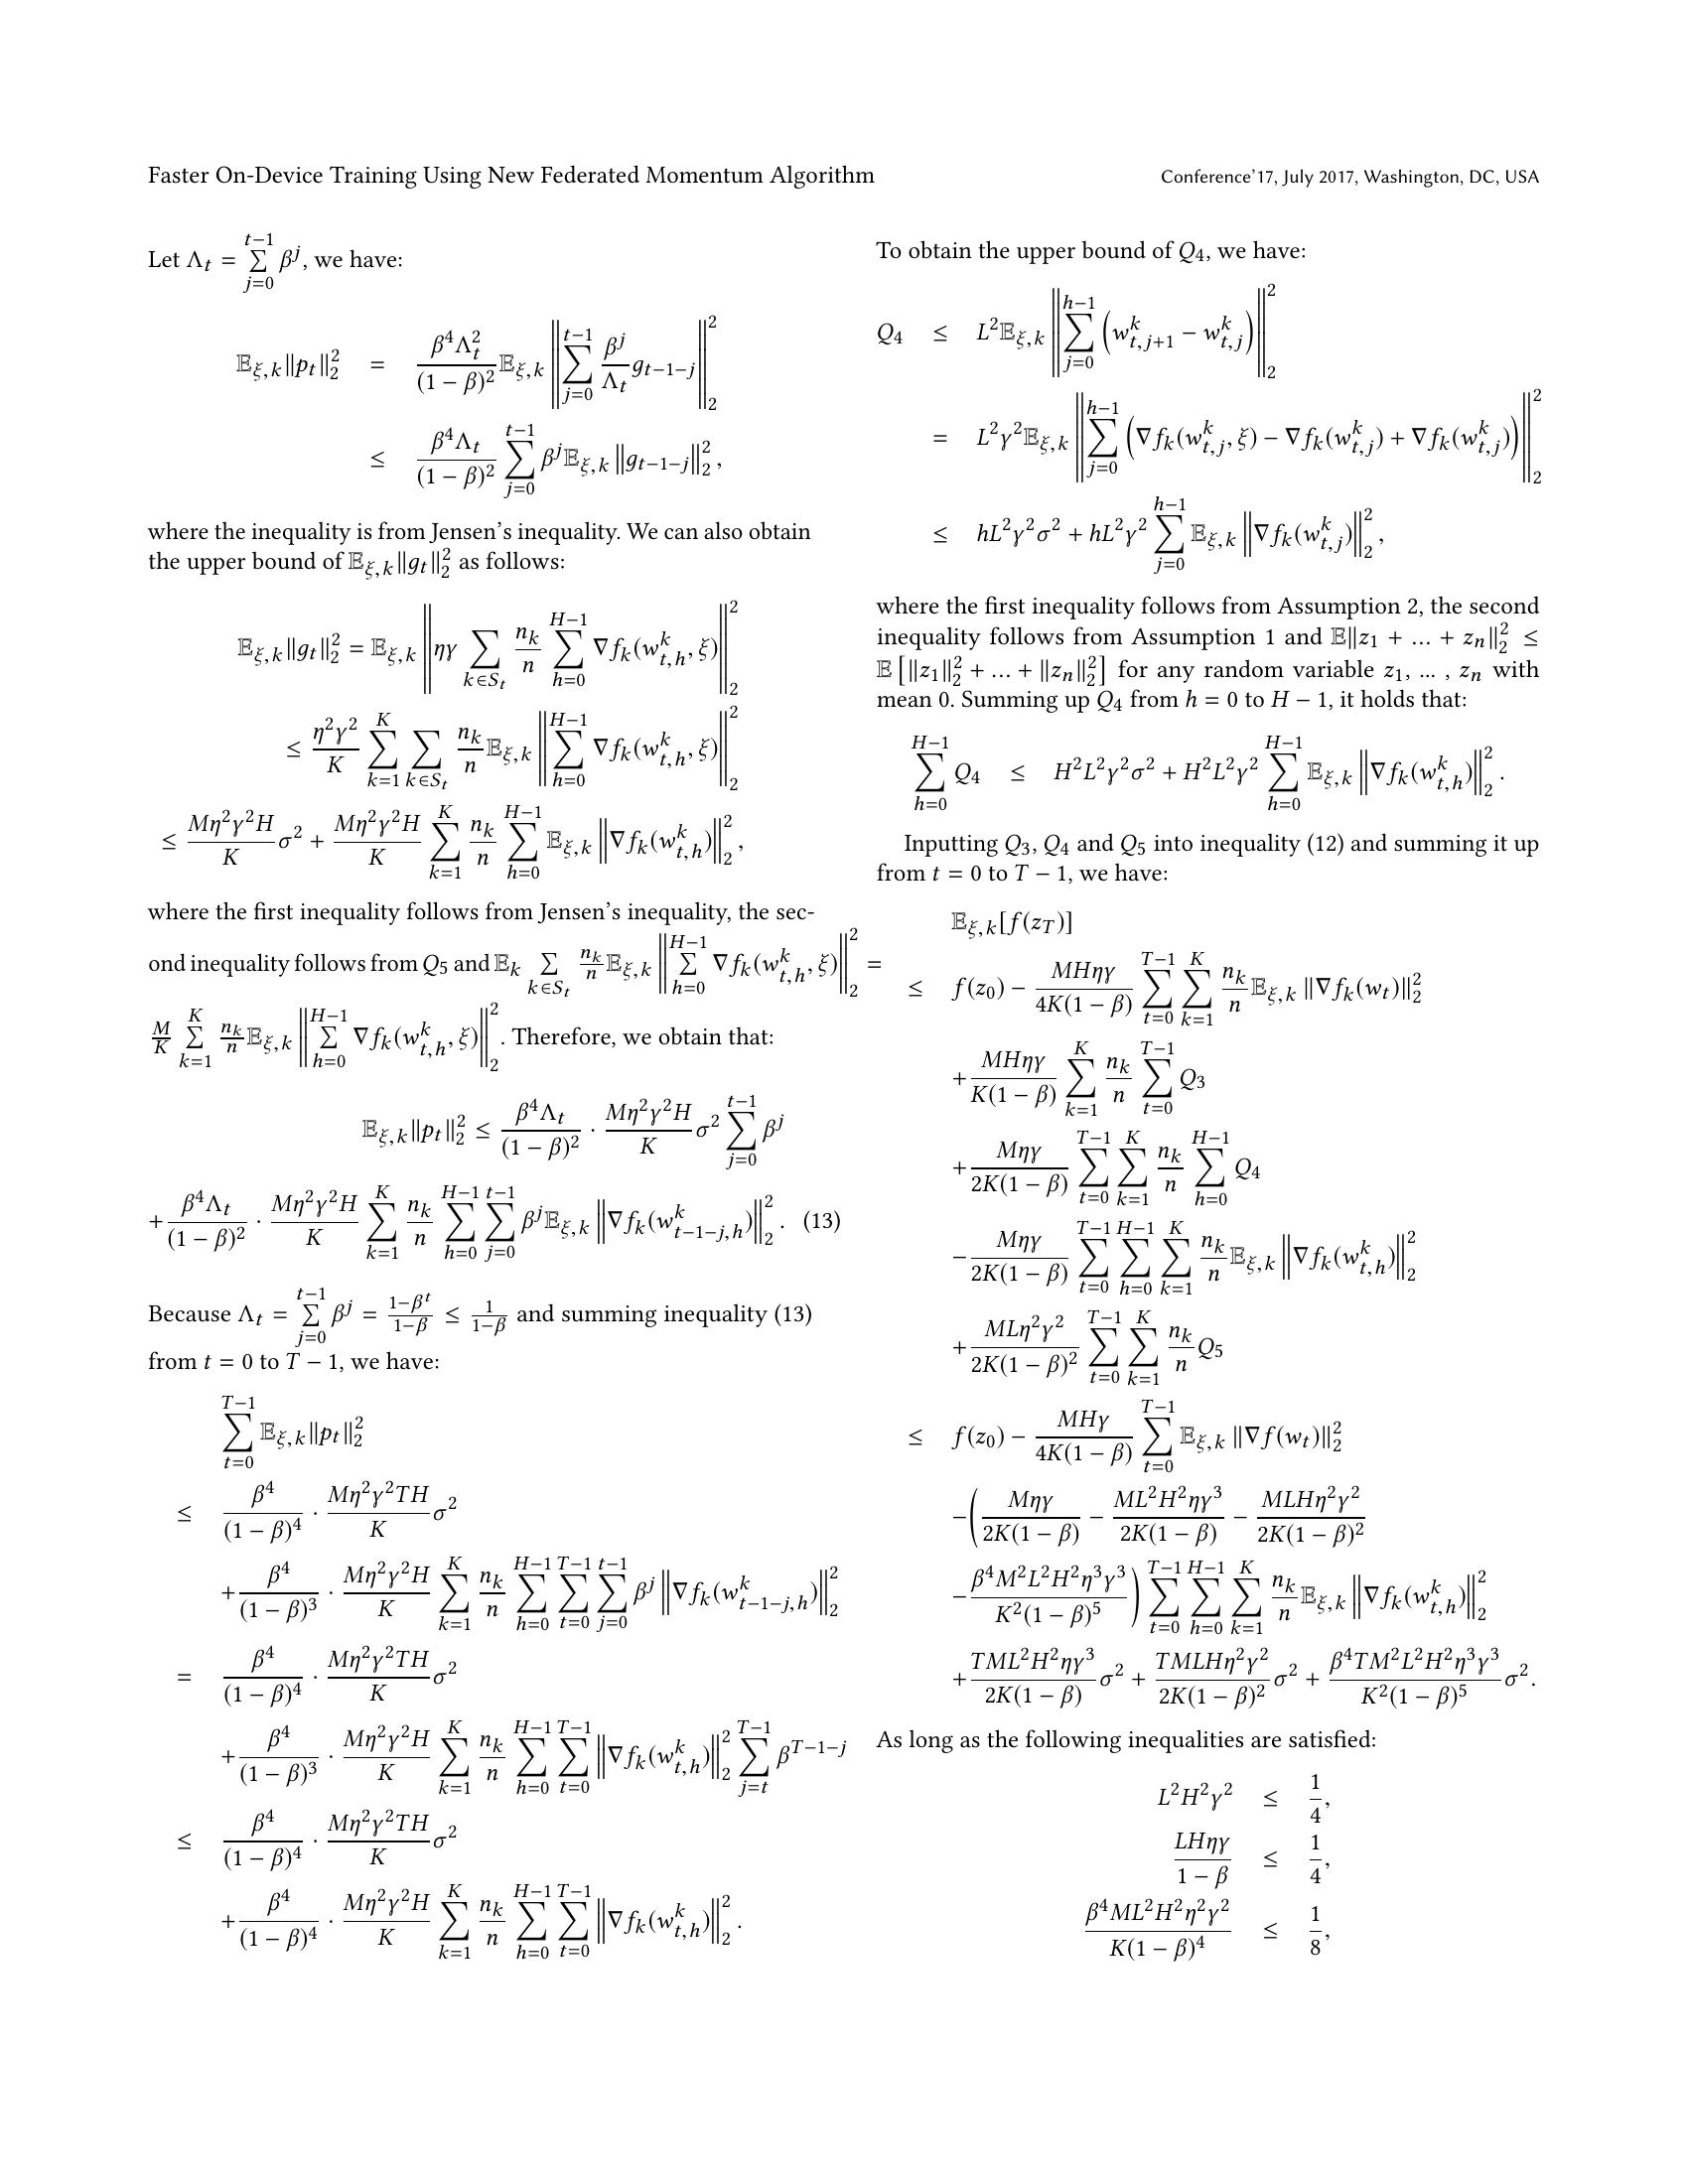 Faster On-Device Training Using New Federated Momentum Algorithm
Conference'17, July 2017, Washington, DC, USA
Let $\Lambda_t = \sum\limits_{j=0}^{t-1} \beta^j$, we have:
$\mathbb{E}_{\xi,k}\|p_t\|_2^2 = \frac{\beta^4\Lambda_t^2}{(1-\beta)^2}\mathbb{E}_{\xi,k}\left\|\sum_{j=0}^{t-1}\frac{\beta^j}{\Lambda_t}g_{t-1-j}\right\|_2^2$
$\leq \frac{\beta^4\Lambda_t}{(1-\beta)^2}\sum_{j=0}^{t-1}\beta^j\mathbb{E}_{\xi,k}\left\|g_{t-1-j}\right\|_2^2,$
where the inequality is from Jensen's inequality. We can also obtain
the upper bound of $\mathbb{E}_{\xi,k}\|g_t\|_2^2$ as follows:
$\mathbb{E}_{\xi,k}\|g_t\|_2^2 = \mathbb{E}_{\xi,k}\left\|\eta\gamma\sum_{k\in S_t}\frac{n_k}{n}\sum_{h=0}^{H-1}\nabla f_k(w_{t,h}^k,\xi)\right\|_2^2$
$\leq \frac{\eta^2\gamma^2}{K}\sum_{k=1}^{K}\sum_{k\in S_t}\frac{n_k}{n}\mathbb{E}_{\xi,k}\left\|\sum_{h=0}^{H-1}\nabla f_k(w_{t,h}^k,\xi)\right\|_2^2$
$\leq \frac{M\eta^2\gamma^2H}{K}\sigma^2 + \frac{M\eta^2\gamma^2H}{K}\sum_{k=1}^{K}\frac{n_k}{n}\sum_{h=0}^{H-1}\mathbb{E}_{\xi,k}\left\|\nabla f_k(w_{t,h}^k)\right\|_2^2,$
where the first inequality follows from Jensen's inequality, the sec-
ond inequality follows from $Q_5$ and $\mathbb{E}_k\sum\limits_{k\in S_t}\frac{n_k}{n}\mathbb{E}_{\xi,k}\left\|\sum\limits_{h=0}^{H-1}\nabla f_k(w_{t,h}^k,\xi)\right\|_2^2 =$
$\frac{M}{K}\sum\limits_{k=1}^{K}\frac{n_k}{n}\mathbb{E}_{\xi,k}\left\|\sum\limits_{h=0}^{H-1}\nabla f_k(w_{t,h}^k,\xi)\right\|_2^2$. Therefore, we obtain that:
$\mathbb{E}_{\xi,k}\|p_t\|_2^2 \leq \frac{\beta^4\Lambda_t}{(1-\beta)^2}\cdot\frac{M\eta^2\gamma^2H}{K}\sigma^2\sum_{j=0}^{t-1}\beta^j$
$+\frac{\beta^4\Lambda_t}{(1-\beta)^2}\cdot\frac{M\eta^2\gamma^2H}{K}\sum_{k=1}^{K}\frac{n_k}{n}\sum_{h=0}^{H-1}\sum_{j=0}^{t-1}\beta^j\mathbb{E}_{\xi,k}\left\|\nabla f_k(w_{t-1-j,h}^k)\right\|_2^2.$ (13)
Because $\Lambda_t = \sum\limits_{j=0}^{t-1}\beta^j = \frac{1-\beta^t}{1-\beta} \leq \frac{1}{1-\beta}$ and summing inequality (13)
from $t = 0$ to $T - 1$, we have:
$\sum_{t=0}^{T-1}\mathbb{E}_{\xi,k}\|p_t\|_2^2$
$\leq \frac{\beta^4}{(1-\beta)^4}\cdot\frac{M\eta^2\gamma^2TH}{K}\sigma^2$
$+\frac{\beta^4}{(1-\beta)^3}\cdot\frac{M\eta^2\gamma^2H}{K}\sum_{k=1}^{K}\frac{n_k}{n}\sum_{h=0}^{H-1}\sum_{t=0}^{T-1}\sum_{j=0}^{t-1}\beta^j\left\|\nabla f_k(w_{t-1-j,h}^k)\right\|_2^2$
$= \frac{\beta^4}{(1-\beta)^4}\cdot\frac{M\eta^2\gamma^2TH}{K}\sigma^2$
$+\frac{\beta^4}{(1-\beta)^3}\cdot\frac{M\eta^2\gamma^2H}{K}\sum_{k=1}^{K}\frac{n_k}{n}\sum_{h=0}^{H-1}\sum_{t=0}^{T-1}\left\|\nabla f_k(w_{t,h}^k)\right\|_2^2\sum_{j=t}^{T-1}\beta^{T-1-j}$
$\leq \frac{\beta^4}{(1-\beta)^4}\cdot\frac{M\eta^2\gamma^2TH}{K}\sigma^2$
$+\frac{\beta^4}{(1-\beta)^4}\cdot\frac{M\eta^2\gamma^2H}{K}\sum_{k=1}^{K}\frac{n_k}{n}\sum_{h=0}^{H-1}\sum_{t=0}^{T-1}\left\|\nabla f_k(w_{t,h}^k)\right\|_2^2.$
To obtain the upper bound of $Q_4$, we have:
$Q_4 \leq L^2\mathbb{E}_{\xi,k}\left\|\sum_{j=0}^{h-1}\left(w_{t,j+1}^k - w_{t,j}^k\right)\right\|_2^2$
$= L^2\gamma^2\mathbb{E}_{\xi,k}\left\|\sum_{j=0}^{h-1}\left(\nabla f_k(w_{t,j}^k,\xi) - \nabla f_k(w_{t,j}^k) + \nabla f_k(w_{t,j}^k)\right)\right\|_2^2$
$\leq hL^2\gamma^2\sigma^2 + hL^2\gamma^2\sum_{j=0}^{h-1}\mathbb{E}_{\xi,k}\left\|\nabla f_k(w_{t,j}^k)\right\|_2^2,$
where the first inequality follows from Assumption 2, the second
inequality follows from Assumption 1 and $\mathbb{E}\|z_1 + ... + z_n\|_2^2 \leq$
$\mathbb{E}\left[\|z_1\|_2^2 + ... + \|z_n\|_2^2\right]$ for any random variable $z_1$, ... , $z_n$ with
mean 0. Summing up $Q_4$ from $h = 0$ to $H - 1$, it holds that:
$\sum_{h=0}^{H-1}Q_4 \leq H^2L^2\gamma^2\sigma^2 + H^2L^2\gamma^2\sum_{h=0}^{H-1}\mathbb{E}_{\xi,k}\left\|\nabla f_k(w_{t,h}^k)\right\|_2^2.$
Inputting $Q_3$, $Q_4$ and $Q_5$ into inequality (12) and summing it up
from $t = 0$ to $T - 1$, we have:
$\mathbb{E}_{\xi,k}[f(z_T)]$
$\leq f(z_0) - \frac{MH\eta\gamma}{4K(1-\beta)}\sum_{t=0}^{T-1}\sum_{k=1}^{K}\frac{n_k}{n}\mathbb{E}_{\xi,k}\left\|\nabla f_k(w_t)\right\|_2^2$
$+\frac{MH\eta\gamma}{K(1-\beta)}\sum_{k=1}^{K}\frac{n_k}{n}\sum_{t=0}^{T-1}Q_3$
$+\frac{M\eta\gamma}{2K(1-\beta)}\sum_{t=0}^{T-1}\sum_{k=1}^{K}\frac{n_k}{n}\sum_{h=0}^{H-1}Q_4$
$-\frac{M\eta\gamma}{2K(1-\beta)}\sum_{t=0}^{T-1}\sum_{h=0}^{H-1}\sum_{k=1}^{K}\frac{n_k}{n}\mathbb{E}_{\xi,k}\left\|\nabla f_k(w_{t,h}^k)\right\|_2^2$
$+\frac{ML\eta^2\gamma^2}{2K(1-\beta)^2}\sum_{t=0}^{T-1}\sum_{k=1}^{K}\frac{n_k}{n}Q_5$
$\leq f(z_0) - \frac{MH\gamma}{4K(1-\beta)}\sum_{t=0}^{T-1}\mathbb{E}_{\xi,k}\left\|\nabla f(w_t)\right\|_2^2$
$-\Bigg(\frac{M\eta\gamma}{2K(1-\beta)} - \frac{ML^2H^2\eta\gamma^3}{2K(1-\beta)} - \frac{MLH\eta^2\gamma^2}{2K(1-\beta)^2}$
$-\frac{\beta^4M^2L^2H^2\eta^3\gamma^3}{K^2(1-\beta)^5}\Bigg)\sum_{t=0}^{T-1}\sum_{h=0}^{H-1}\sum_{k=1}^{K}\frac{n_k}{n}\mathbb{E}_{\xi,k}\left\|\nabla f_k(w_{t,h}^k)\right\|_2^2$
$+\frac{TML^2H^2\eta\gamma^3}{2K(1-\beta)}\sigma^2 + \frac{TMLH\eta^2\gamma^2}{2K(1-\beta)^2}\sigma^2 + \frac{\beta^4TM^2L^2H^2\eta^3\gamma^3}{K^2(1-\beta)^5}\sigma^2.$
As long as the following inequalities are satisfied:
$L^2H^2\gamma^2 \leq \frac{1}{4},$
$\frac{LH\eta\gamma}{1-\beta} \leq \frac{1}{4},$
$\frac{\beta^4ML^2H^2\eta^2\gamma^2}{K(1-\beta)^4} \leq \frac{1}{8},$